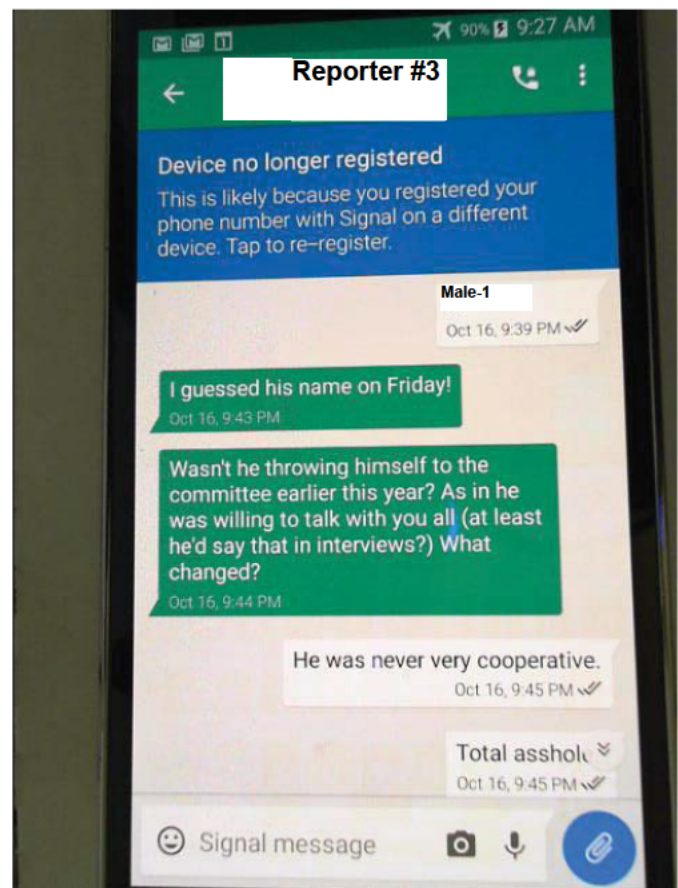 90% 9:27 AM
Reporter #3
Device no longer registered
This is likely because you registered your
phone number with Signal on a different
device. Tap to re-register.
Male-1
Oct 16, 9:39 PM
I guessed his name on Friday!
Oct 16, 9:43 PM
Wasn't he throwing himself to the
committee earlier this year? As in he
was willing to talk with you all (at least
he'd say that in interviews?) What
changed?
Oct 16, 9:44 PM
He was never very cooperative.
Oct 16, 9:45 PM
Total asshole
Oct 16, 9:45 PM
Signal message